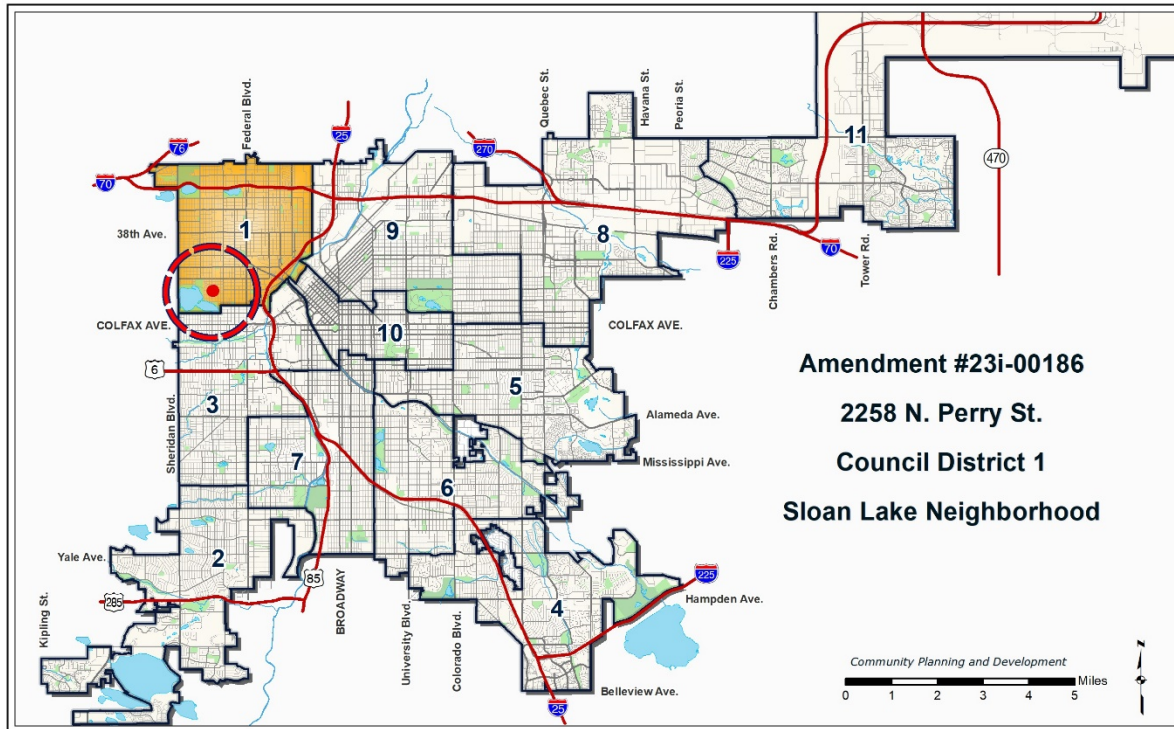 Federal Blvd.
Quebec St.
Havana St.
Peoria St.
76
25
270
11
470
70
38th Ave.
1
9
8
225
Chambers Rd.
70
Tower Rd.
COLFAX AVE.
10
COLFAX AVE.
6
3
5
Sheridan Blvd.
Alameda Ave.
7
Mississippi Ave.
6
Yale Ave.
2
85
BROADWAY
285
Kipling St.
University Blvd.
Colorado Blvd.
4
225
Hampden Ave.
Belleview Ave.
25
Amendment #23i-00186
2258 N. Perry St.
Council District 1
Sloan Lake Neighborhood
Community Planning and Development
0 1 2 3 4 5 Miles
N